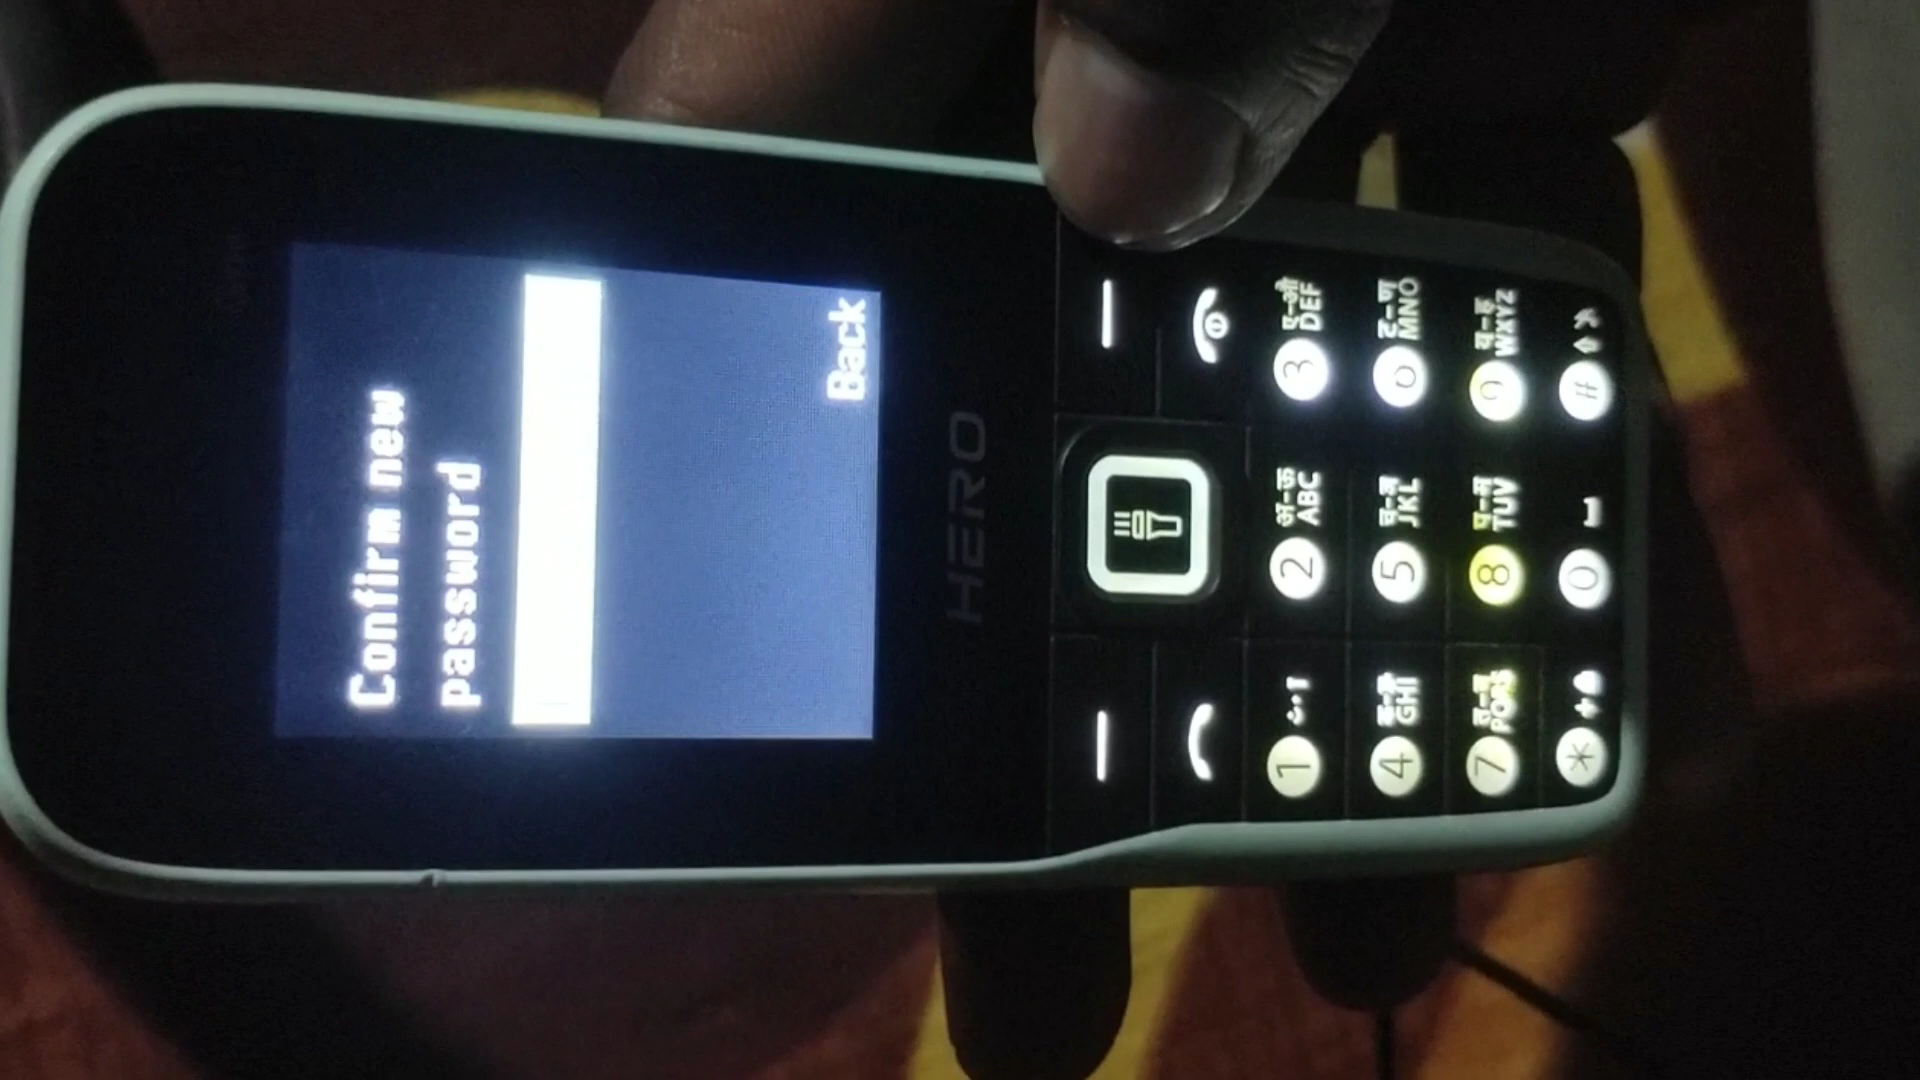 Confirm new
password
Back
HERO
1
2 अ-क
ABC
3 ए-औ
DEF
4
GHI
5
JKL
6 ट-ण
MNO
7
PQRS
8 प-म
TUV
9 य-ह
WXYZ
*
0
#